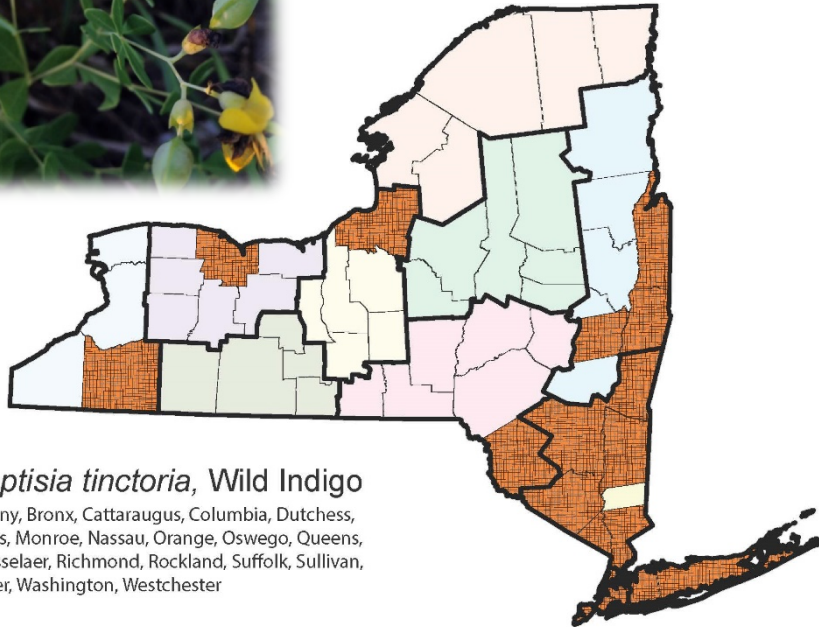 ptisia tinctoria, Wild Indigo
ny, Bronx, Cattaraugus, Columbia, Dutchess,
s, Monroe, Nassau, Orange, Oswego, Queens,
sselaer, Richmond, Rockland, Suffolk, Sullivan,
er, Washington, Westchester